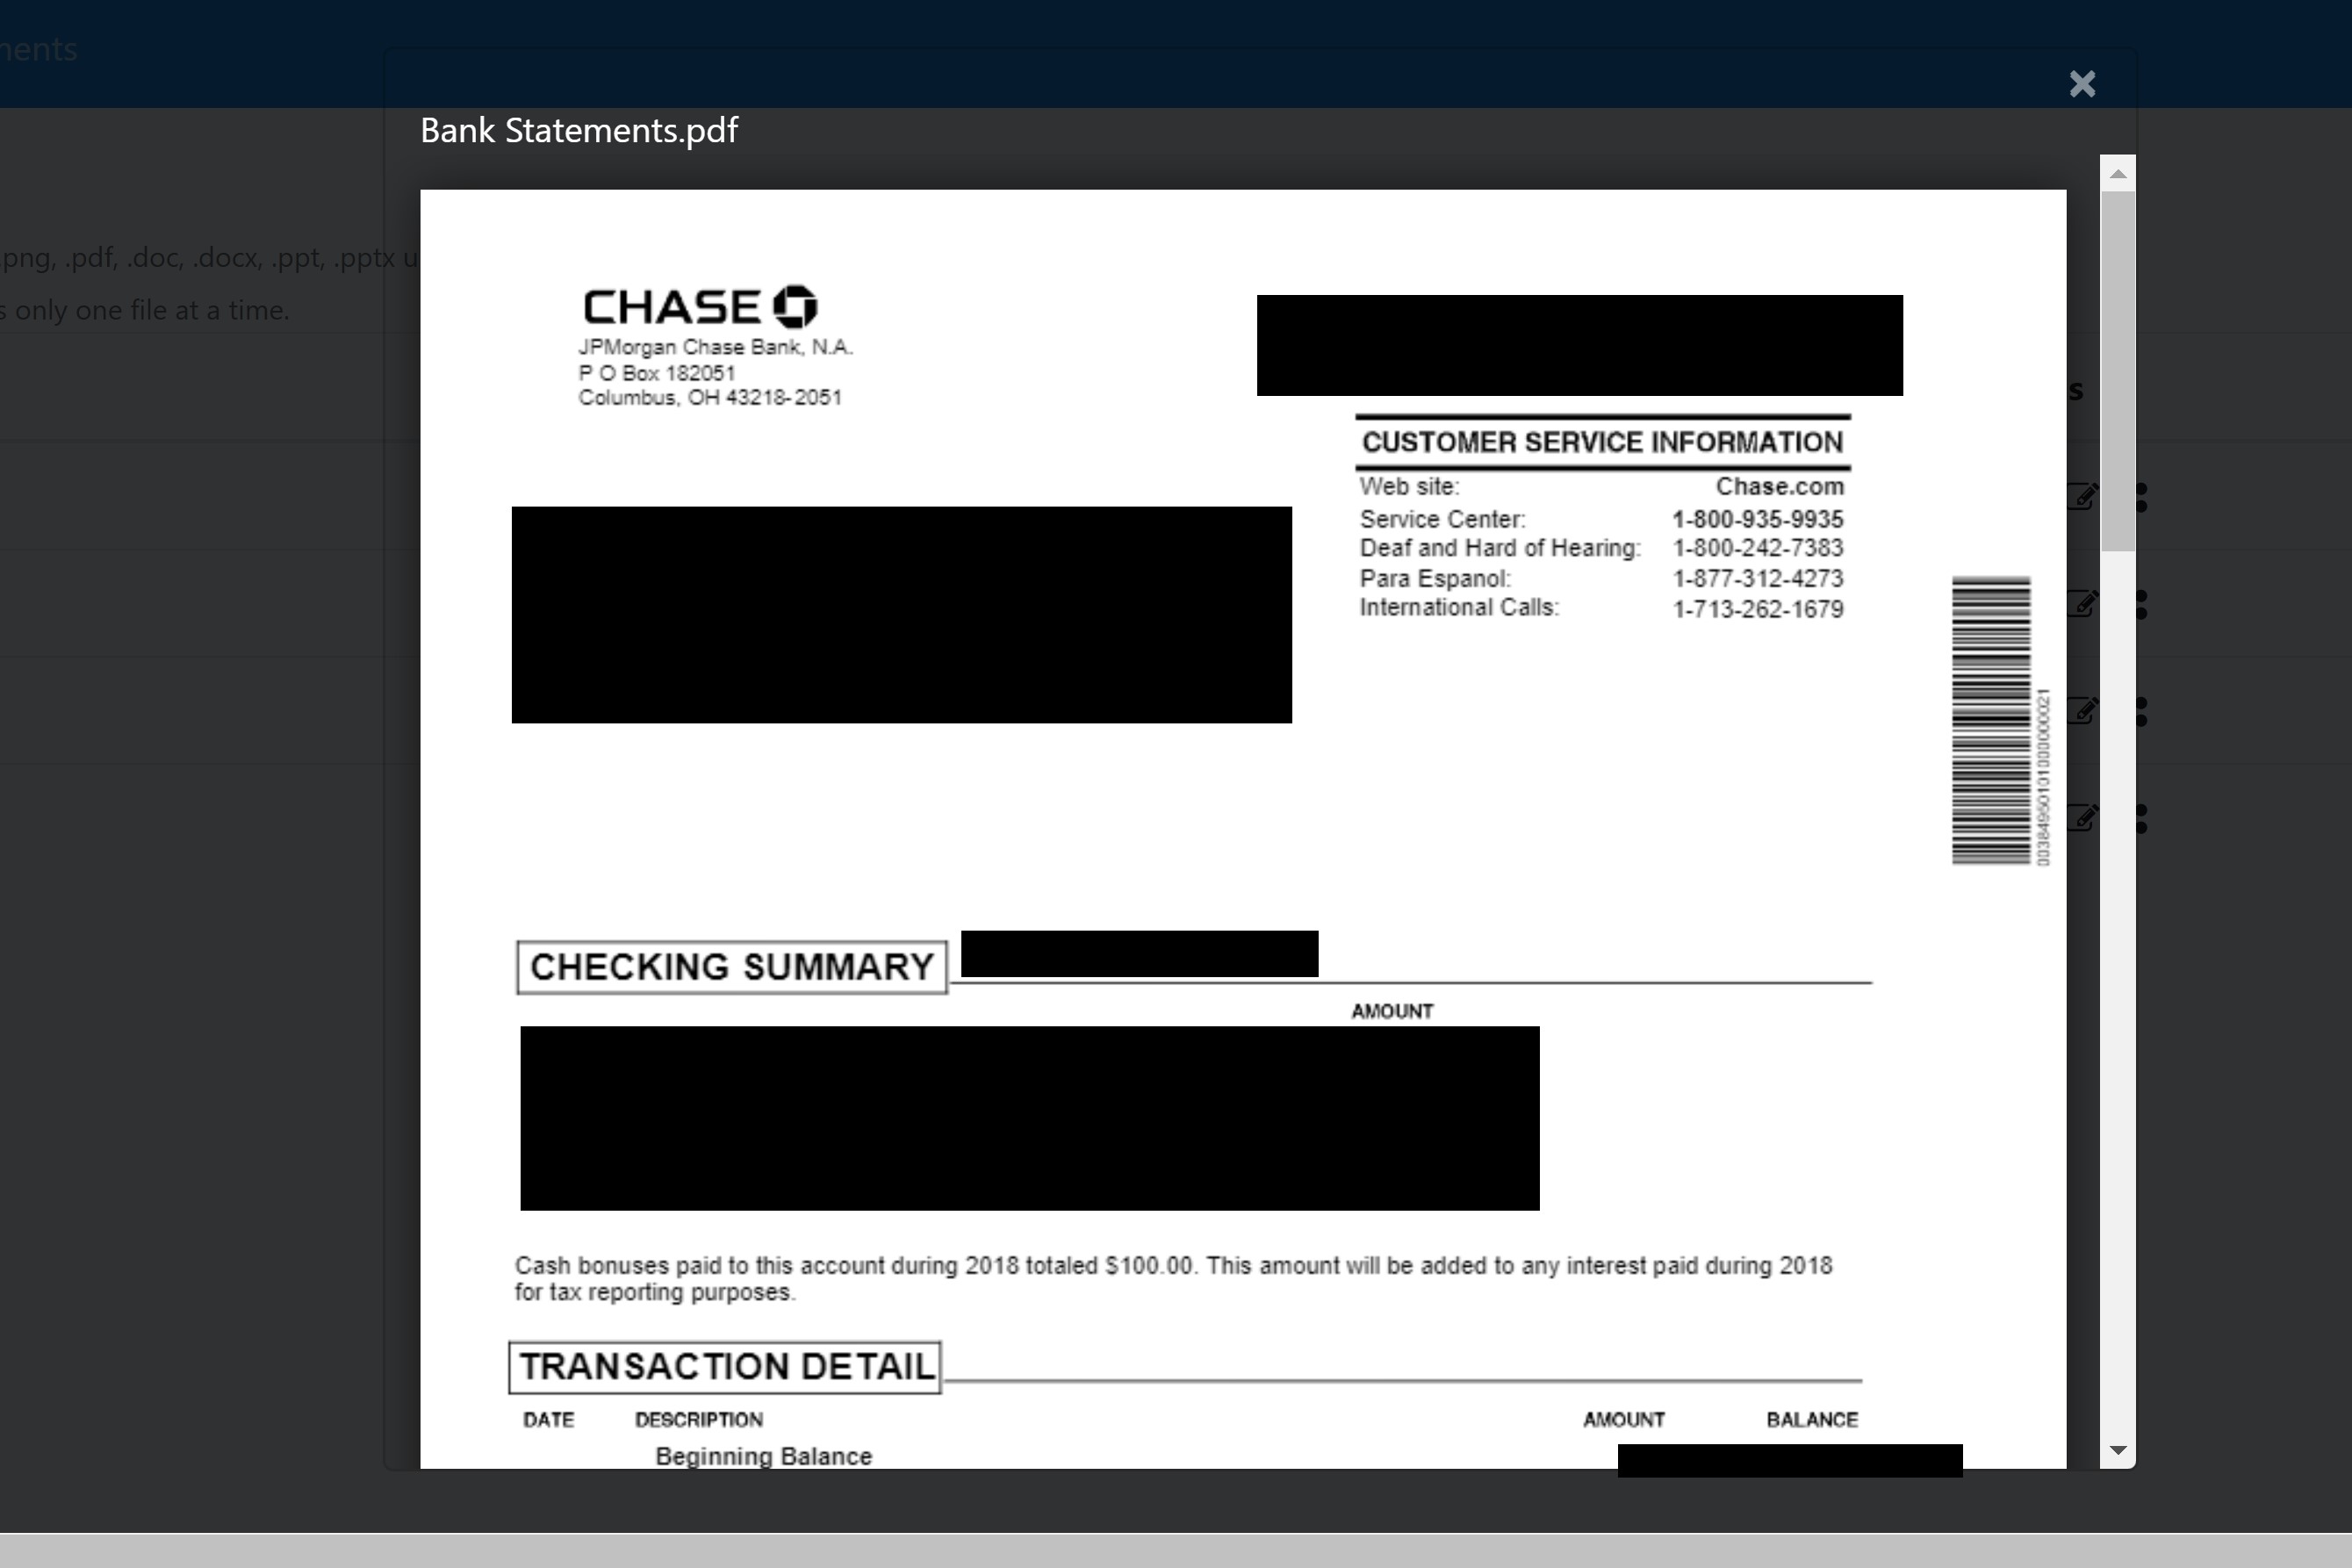 ments
Bank Statements.pdf
png, .pdf, .doc, .docx, .ppt, .pptx u
s only one file at a time.
CHASE
JPMorgan Chase Bank, N.A.
P O Box 182051
Columbus, OH 43218-2051
s
CUSTOMER SERVICE INFORMATION
Web site: Chase.com
Service Center: 1-800-935-9935
Deaf and Hard of Hearing: 1-800-242-7383
Para Espanol: 1-877-312-4273
International Calls: 1-713-262-1679
CHECKING SUMMARY
AMOUNT
Cash bonuses paid to this account during 2018 totaled $100.00. This amount will be added to any interest paid during 2018
for tax reporting purposes.
TRANSACTION DETAIL
DATE DESCRIPTION AMOUNT BALANCE
Beginning Balance